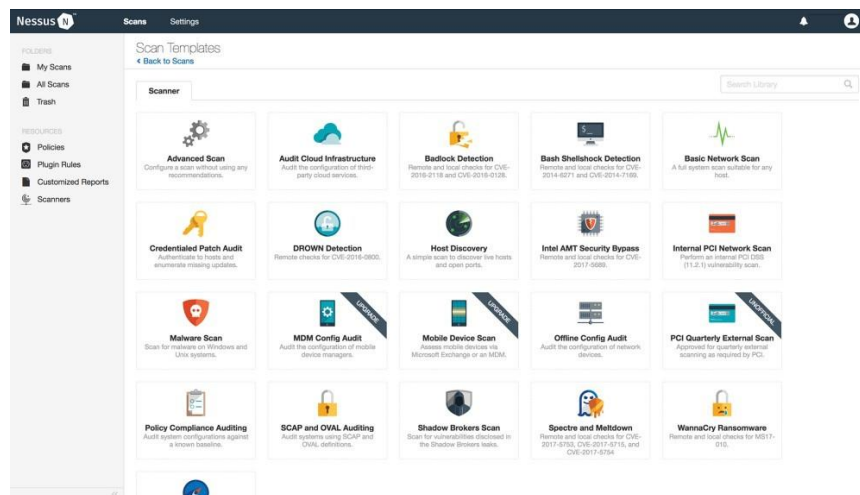 Nessus N
Scans Settings
FOLDERS
My Scans
All Scans
Trash
RESOURCES
Policies
Plugin Rules
Customized Reports
Scanners
Scan Templates
Back to Scans
Scanner
Search Library
Advanced Scan
Configure a scan without using any
recommendations.
Audit Cloud Infrastructure
Audit the configuration of third-
party cloud services.
Badlock Detection
Remote and local checks for CVE-
2016-2118 and CVE-2016-0128.
Bash Shellshock Detection
Remote and local checks for CVE-
2014-6271 and CVE-2014-7169.
Basic Network Scan
A full system scan suitable for any
host.
Credentialed Patch Audit
Authenticate to hosts and
enumerate missing updates.
DROWN Detection
Remote checks for CVE-2016-0800.
Host Discovery
A simple scan to discover live hosts
and open ports.
Intel AMT Security Bypass
Remote and local checks for CVE-
2017-5689.
Internal PCI Network Scan
Perform an internal PCI DSS
(11.2.1) vulnerability scan.
Malware Scan
Scan for malware on Windows and
Unix systems.
UPGRADE
MDM Config Audit
Audit the configuration of mobile
device managers.
UPGRADE
Mobile Device Scan
Assess mobile devices via
Microsoft Exchange or an MDM.
Offline Config Audit
Audit the configuration of network
devices.
UNOFFICIAL
PCI Quarterly External Scan
Approved for quarterly external
scanning as required by PCI.
Policy Compliance Auditing
Audit system configurations against
a known baseline.
SCAP and OVAL Auditing
Audit systems using SCAP and
OVAL definitions.
Shadow Brokers Scan
Scan for vulnerabilities disclosed in
the Shadow Brokers leaks.
Spectre and Meltdown
Remote and local checks for CVE-
2017-5753, CVE-2017-5715, and
CVE-2017-5754
WannaCry Ransomware
Remote and local checks for MS17-
010.